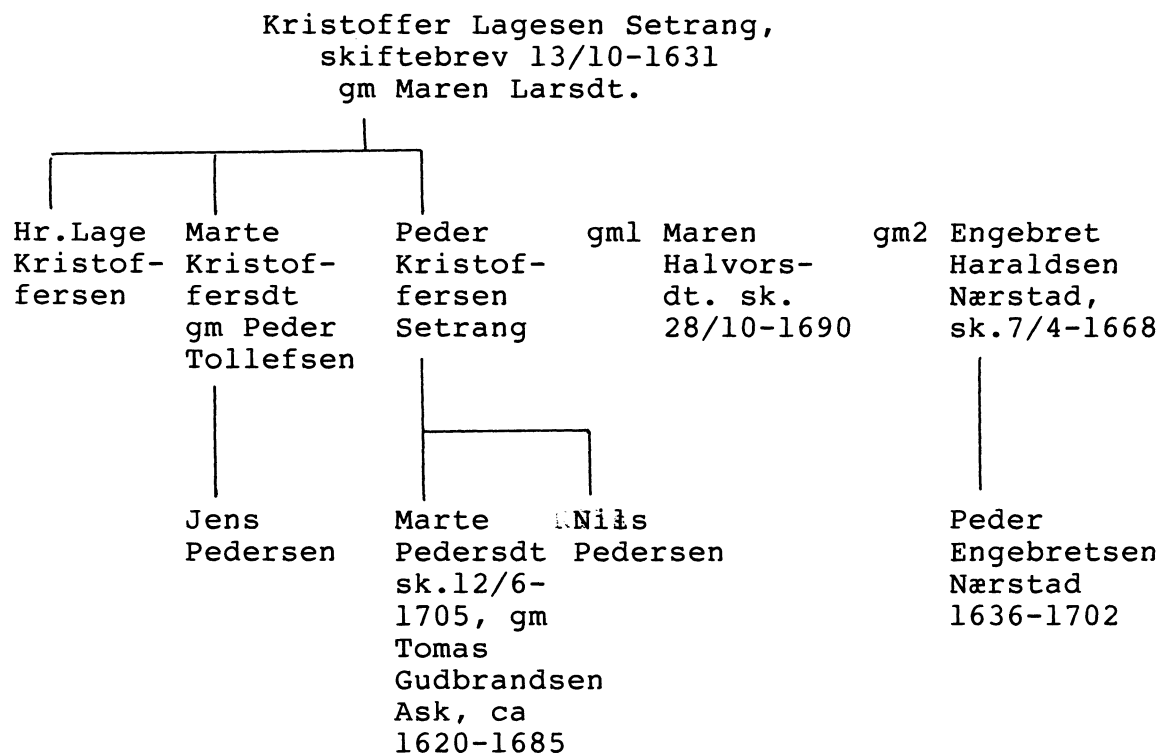 Kristoffer Lagesen Setrang,
skiftebrev 13/10-1631
gm Maren Larsdt.
Hr.Lage
Kristof-
fersen
Marte
Kristof-
fersdt
gm Peder
Tollefsen
Peder
Kristof-
fersen
Setrang
gm1 Maren
Halvors-
dt. sk.
28/10-1690
gm2 Engebret
Haraldsen
Nærstad,
sk.7/4-1668
Jens
Pedersen
Marte
Pedersdt
sk.12/6-
1705, gm
Tomas
Gudbrandsen
Ask, ca
1620-1685
Nils
Pedersen
Peder
Engebretsen
Nærstad
1636-1702